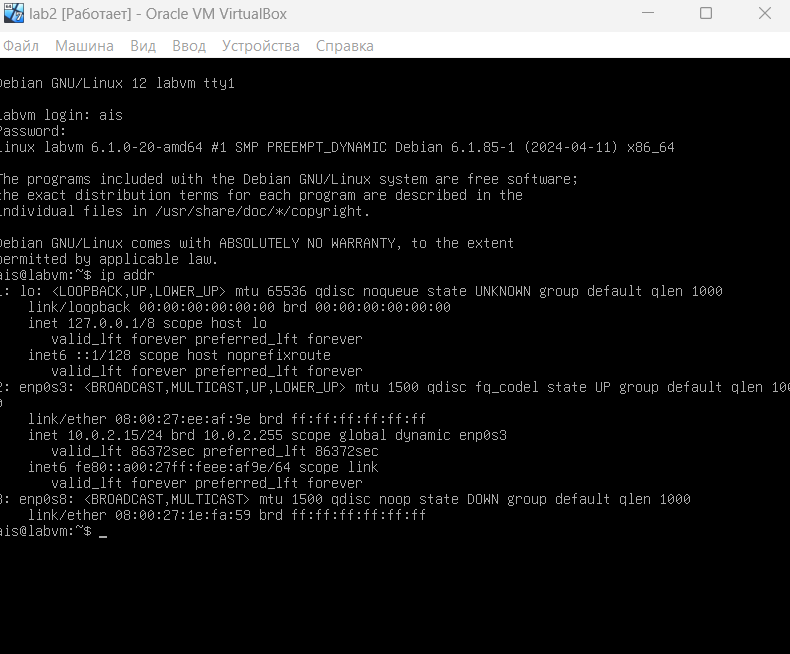 lab2 [Работает] - Oracle VM VirtualBox
Файл Машина Вид Ввод Устройства Справка
Debian GNU/Linux 12 labvm tty1
labvm login: ais
Password:
Linux labvm 6.1.0-20-amd64 #1 SMP PREEMPT_DYNAMIC Debian 6.1.85-1 (2024-04-11) x86_64
The programs included with the Debian GNU/Linux system are free software;
the exact distribution terms for each program are described in the
individual files in /usr/share/doc/*/copyright.
Debian GNU/Linux comes with ABSOLUTELY NO WARRANTY, to the extent
permitted by applicable law.
ais@labvm:~$ ip addr
1: lo: <LOOPBACK,UP,LOWER_UP> mtu 65536 qdisc noqueue state UNKNOWN group default qlen 1000
link/loopback 00:00:00:00:00:00 brd 00:00:00:00:00:00
inet 127.0.0.1/8 scope host lo
valid_lft forever preferred_lft forever
inet6 ::1/128 scope host noprefixroute
valid_lft forever preferred_lft forever
2: enp0s3: <BROADCAST,MULTICAST,UP,LOWER_UP> mtu 1500 qdisc fq_codel state UP group default qlen 100
0
link/ether 08:00:27:ee:af:9e brd ff:ff:ff:ff:ff:ff
inet 10.0.2.15/24 brd 10.0.2.255 scope global dynamic enp0s3
valid_lft 86372sec preferred_lft 86372sec
inet6 fe80::a00:27ff:feee:af9e/64 scope link
valid_lft forever preferred_lft forever
3: enp0s8: <BROADCAST,MULTICAST> mtu 1500 qdisc noop state DOWN group default qlen 1000
link/ether 08:00:27:1e:fa:59 brd ff:ff:ff:ff:ff:ff
ais@labvm:~$ _